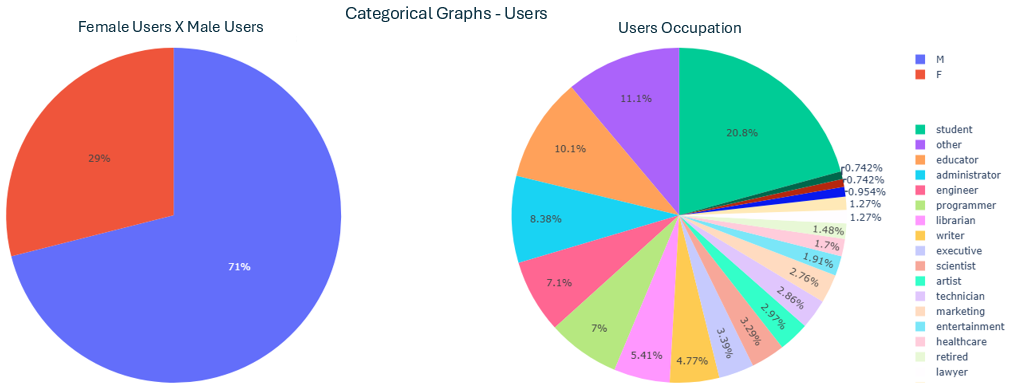 Categorical Graphs - Users
Female Users X Male Users
29%
71%
Users Occupation
20.8%
11.1%
10.1%
8.38%
7.1%
7%
5.41%
4.77%
3.39%
3.29%
2.97%
2.86%
2.76%
1.91%
1.7%
1.48%
1.27%
1.27%
0.954%
0.742%
0.742%
M
F
student
other
educator
administrator
engineer
programmer
librarian
writer
executive
scientist
artist
technician
marketing
entertainment
healthcare
retired
lawyer